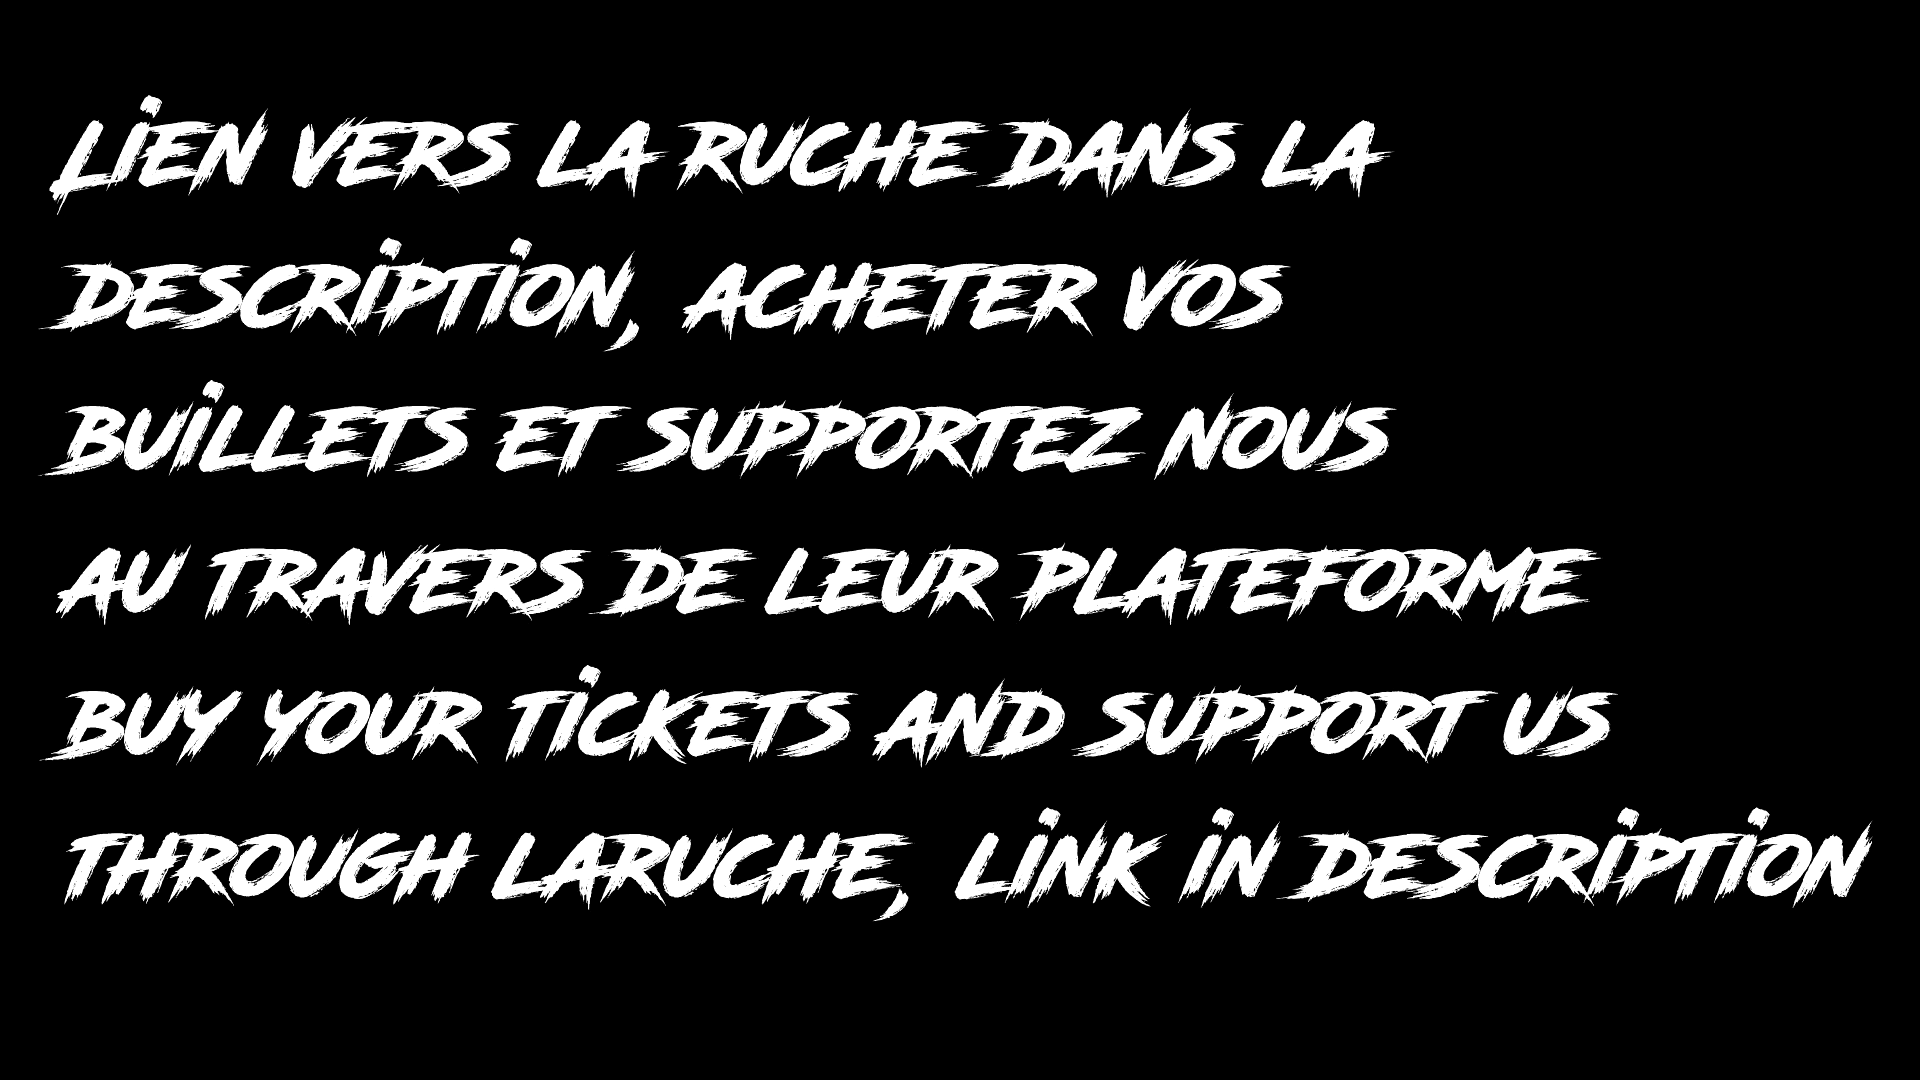 Lien vers la ruche dans la
description, acheter vos
buillets et supportez nous
au travers de leur plateforme
buy your tickets and support us
through laruche, link in description